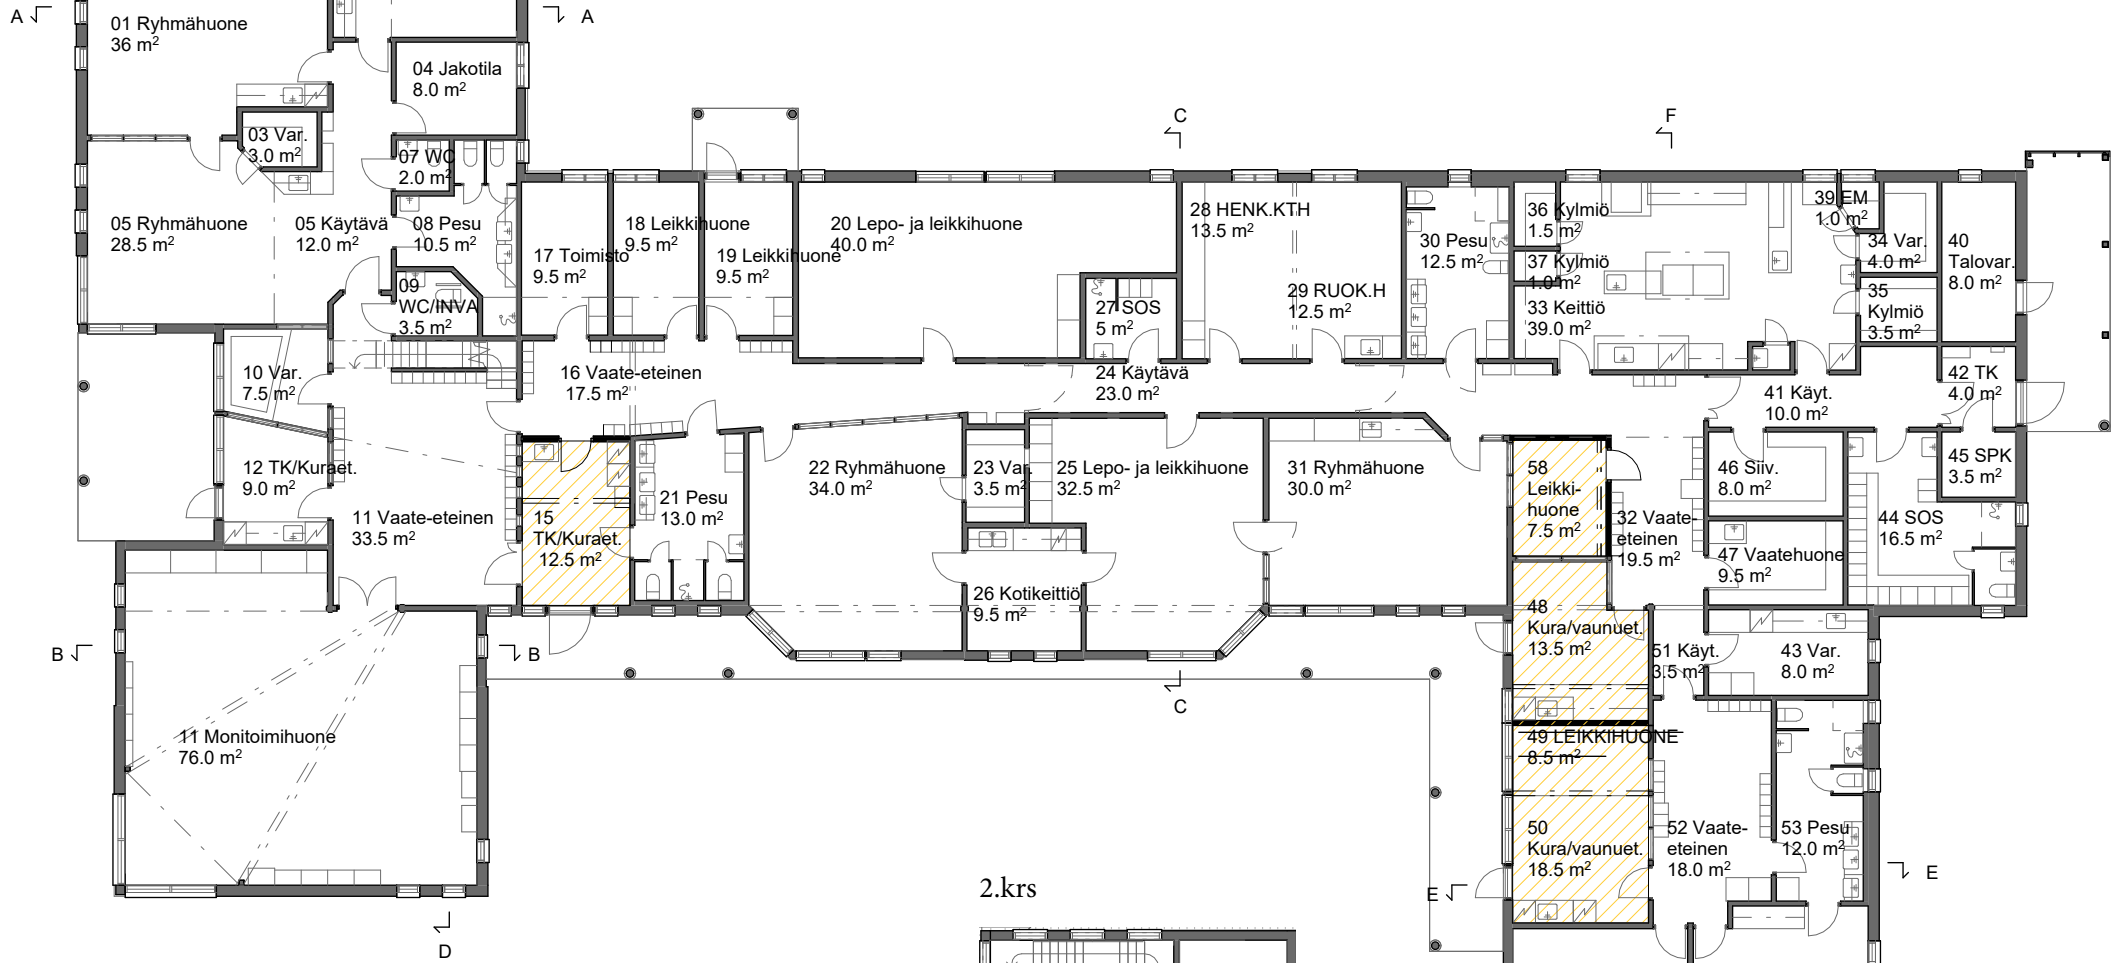 A
A
01 Ryhmähuone
36 m²
04 Jakotila
8.0 m²
03 Var.
3.0 m²
07 WC
2.0 m²
C
F
05 Ryhmähuone
28.5 m²
05 Käytävä
12.0 m²
08 Pesu
10.5 m²
09
WC/INVA
3.5 m²
17 Toimisto
9.5 m²
18 Leikkihuone
9.5 m²
19 Leikkihuone
9.5 m²
20 Lepo- ja leikkihuone
40.0 m²
27 SOS
5 m²
28 HENK.KTH
13.5 m²
29 RUOK.H
12.5 m²
30 Pesu
12.5 m²
36 Kylmiö
1.5 m²
37 Kylmiö
1.0 m²
33 Keittiö
39.0 m²
39 EM
1.0 m²
34 Var.
4.0 m²
35
Kylmiö
3.5 m²
40
Talovar.
8.0 m²
10 Var.
7.5 m²
16 Vaate-eteinen
17.5 m²
24 Käytävä
23.0 m²
41 Käyt.
10.0 m²
42 TK
4.0 m²
12 TK/Kuraet.
9.0 m²
11 Vaate-eteinen
33.5 m²
15
TK/Kuraet.
12.5 m²
21 Pesu
13.0 m²
22 Ryhmähuone
34.0 m²
23 Var.
3.5 m²
25 Lepo- ja leikkihuone
32.5 m²
26 Kotikeittiö
9.5 m²
31 Ryhmähuone
30.0 m²
58
Leikki-
huone
7.5 m²
32 Vaate-
eteinen
19.5 m²
46 Siiv.
8.0 m²
47 Vaatehuone
9.5 m²
44 SOS
16.5 m²
45 SPK
3.5 m²
48
Kura/vaunuet.
13.5 m²
51 Käyt.
3.5 m²
43 Var.
8.0 m²
B
B
C
11 Monitoimihuone
76.0 m²
49 LEIKKIHUONE
8.5 m²
50
Kura/vaunuet.
18.5 m²
52 Vaate-
eteinen
18.0 m²
53 Pesu
12.0 m²
E
E
D
2.krs